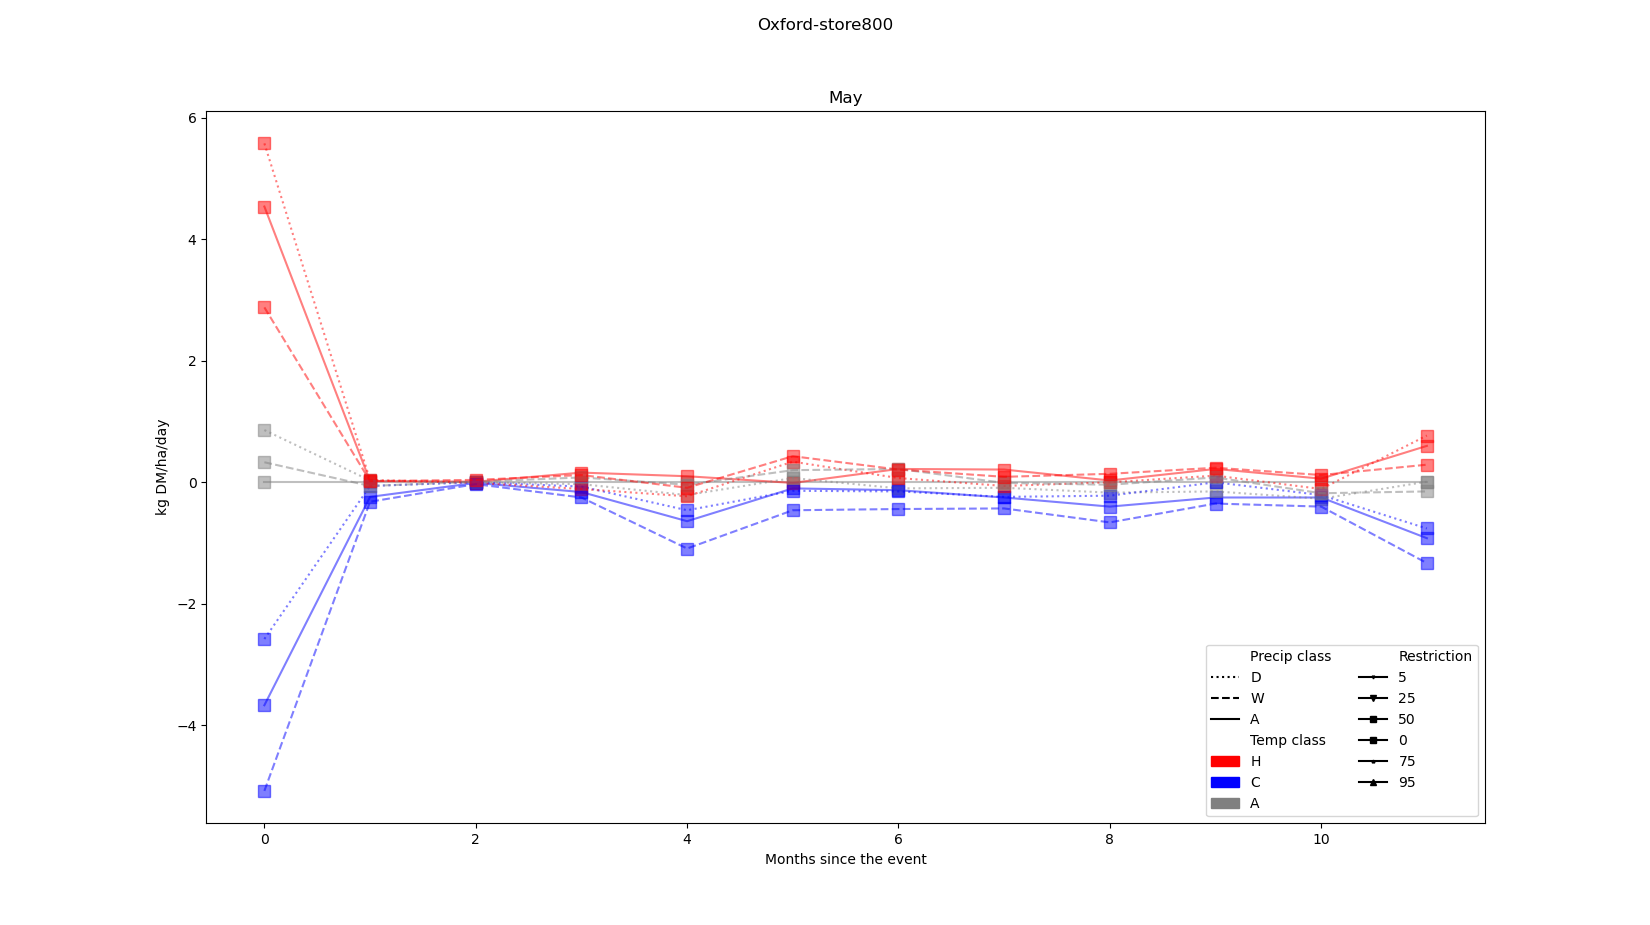 Oxford-store800
May
6
4
2
0
−2
−4
kg DM/ha/day
0 2 4 6 8 10
Months since the event
Precip class
D
W
A
Temp class
H
C
A
Restriction
5
25
50
0
75
95